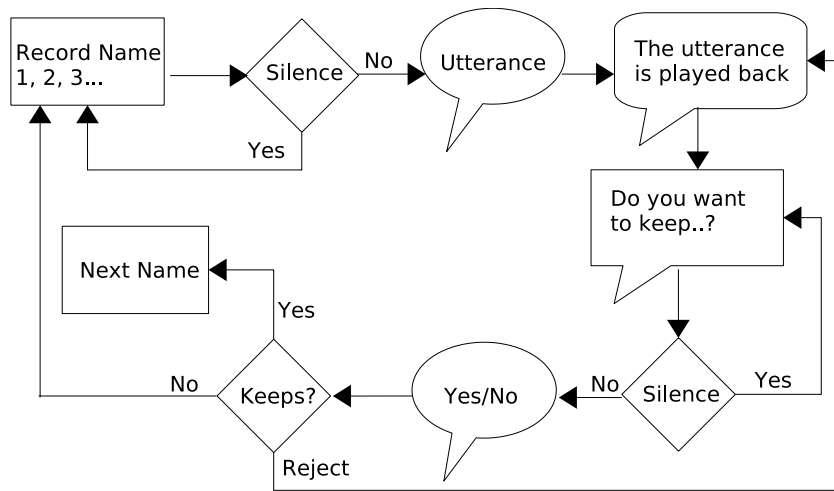 Record Name
1, 2, 3...
Silence
No
Utterance
The utterance
is played back
Yes
Do you want
to keep..?
Next Name
Yes
No
Keeps?
Yes/No
No
Silence
Yes
Reject